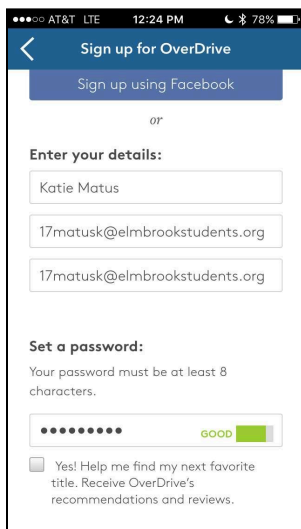 AT&T LTE 12:24 PM 78%
Sign up for OverDrive
Sign up using Facebook
or
Enter your details:
Katie Matus
17matusk@elmbrookstudents.org
17matusk@elmbrookstudents.org
Set a password:
Your password must be at least 8
characters.
●●●●●●●●● GOOD
Yes! Help me find my next favorite
title. Receive OverDrive's
recommendations and reviews.